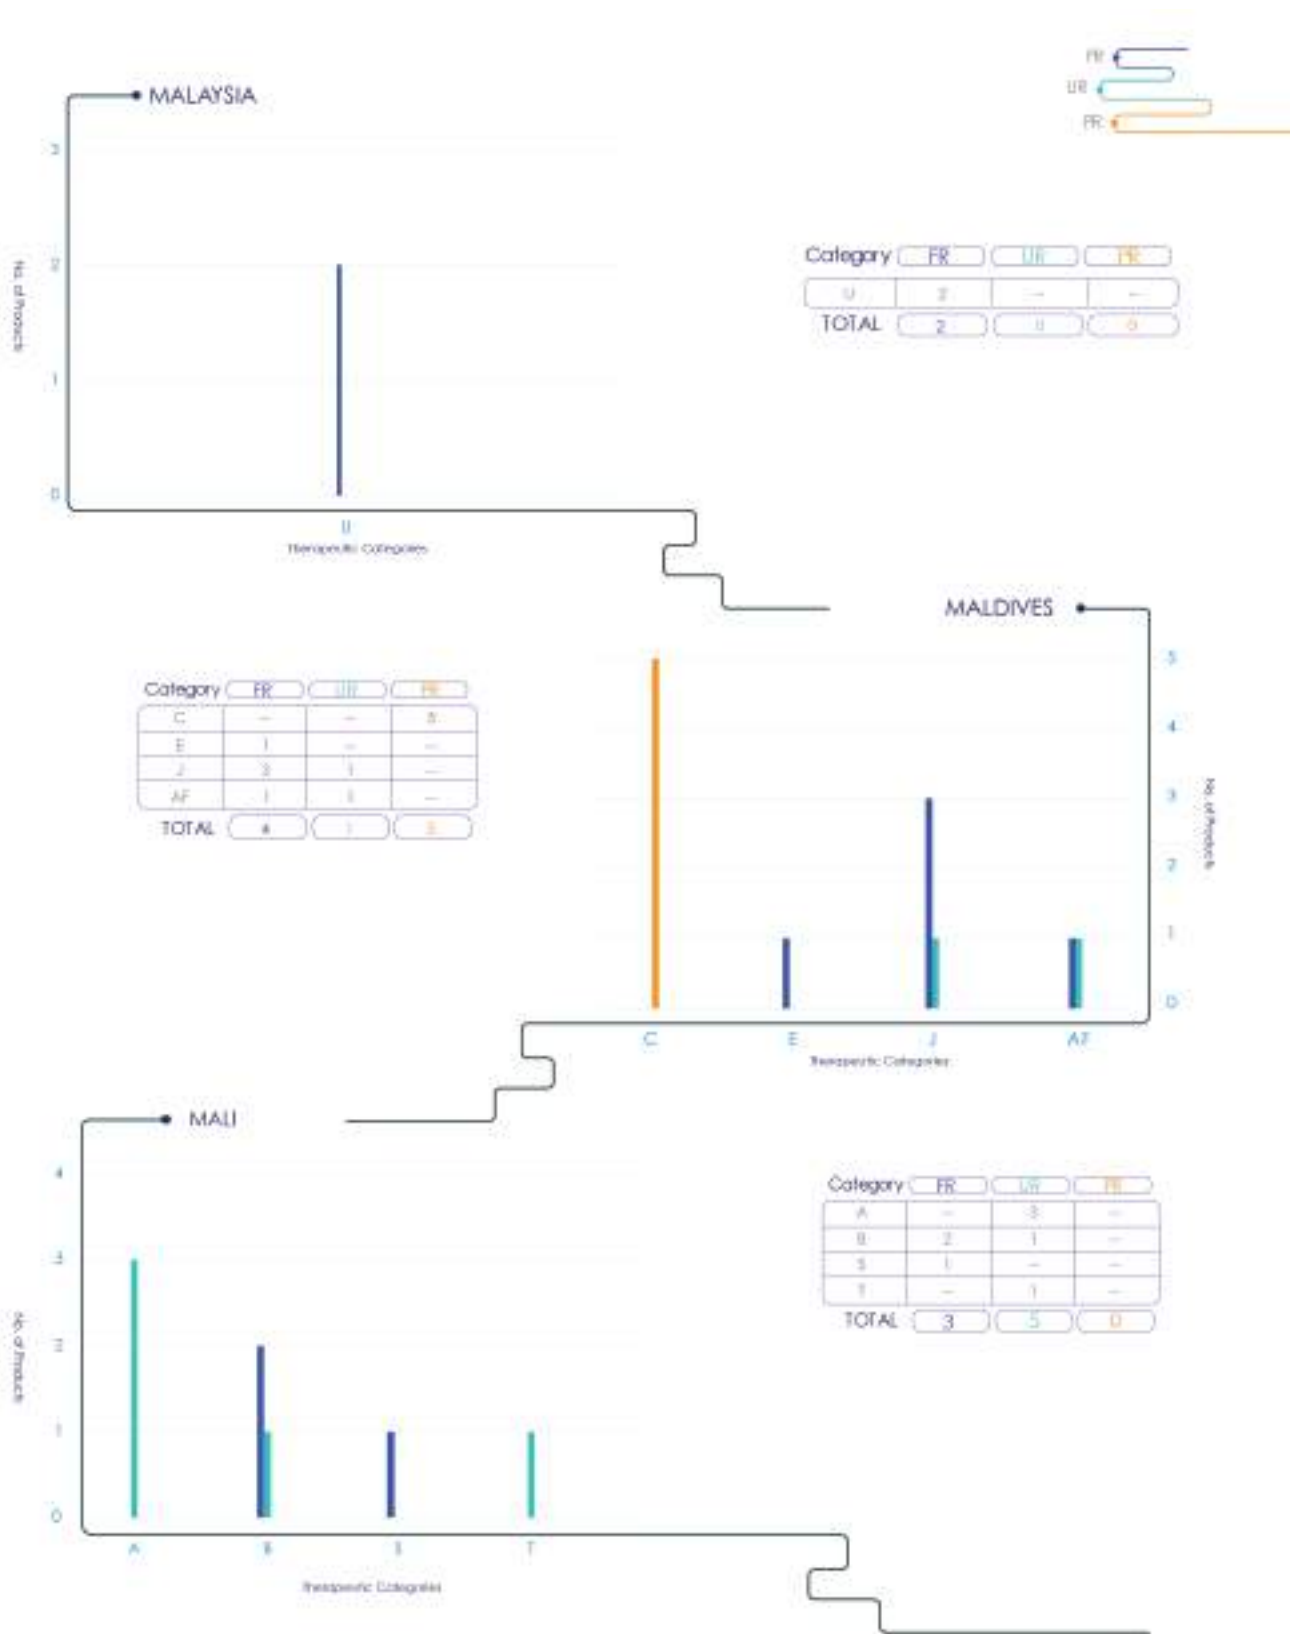 UR
PR
MALAYSIA
3
2
1
0
No. of Products
U
Therapeutic Categories
Category FR UR PR
U 2 — —
TOTAL 2 0 0
MALDIVES
5
4
3
2
1
0
No. of Products
C E J AF
Therapeutic Categories
Category FR UR PR
C — — 5
E 1 — —
J 3 1 —
AF 1 1 —
TOTAL 5
MALI
4
3
2
1
0
No. of Products
A B S T
Therapeutic Categories
Category FR UR PR
A — 3 —
B 2 1 —
S 1 — —
T — 1 —
TOTAL 3 5 0